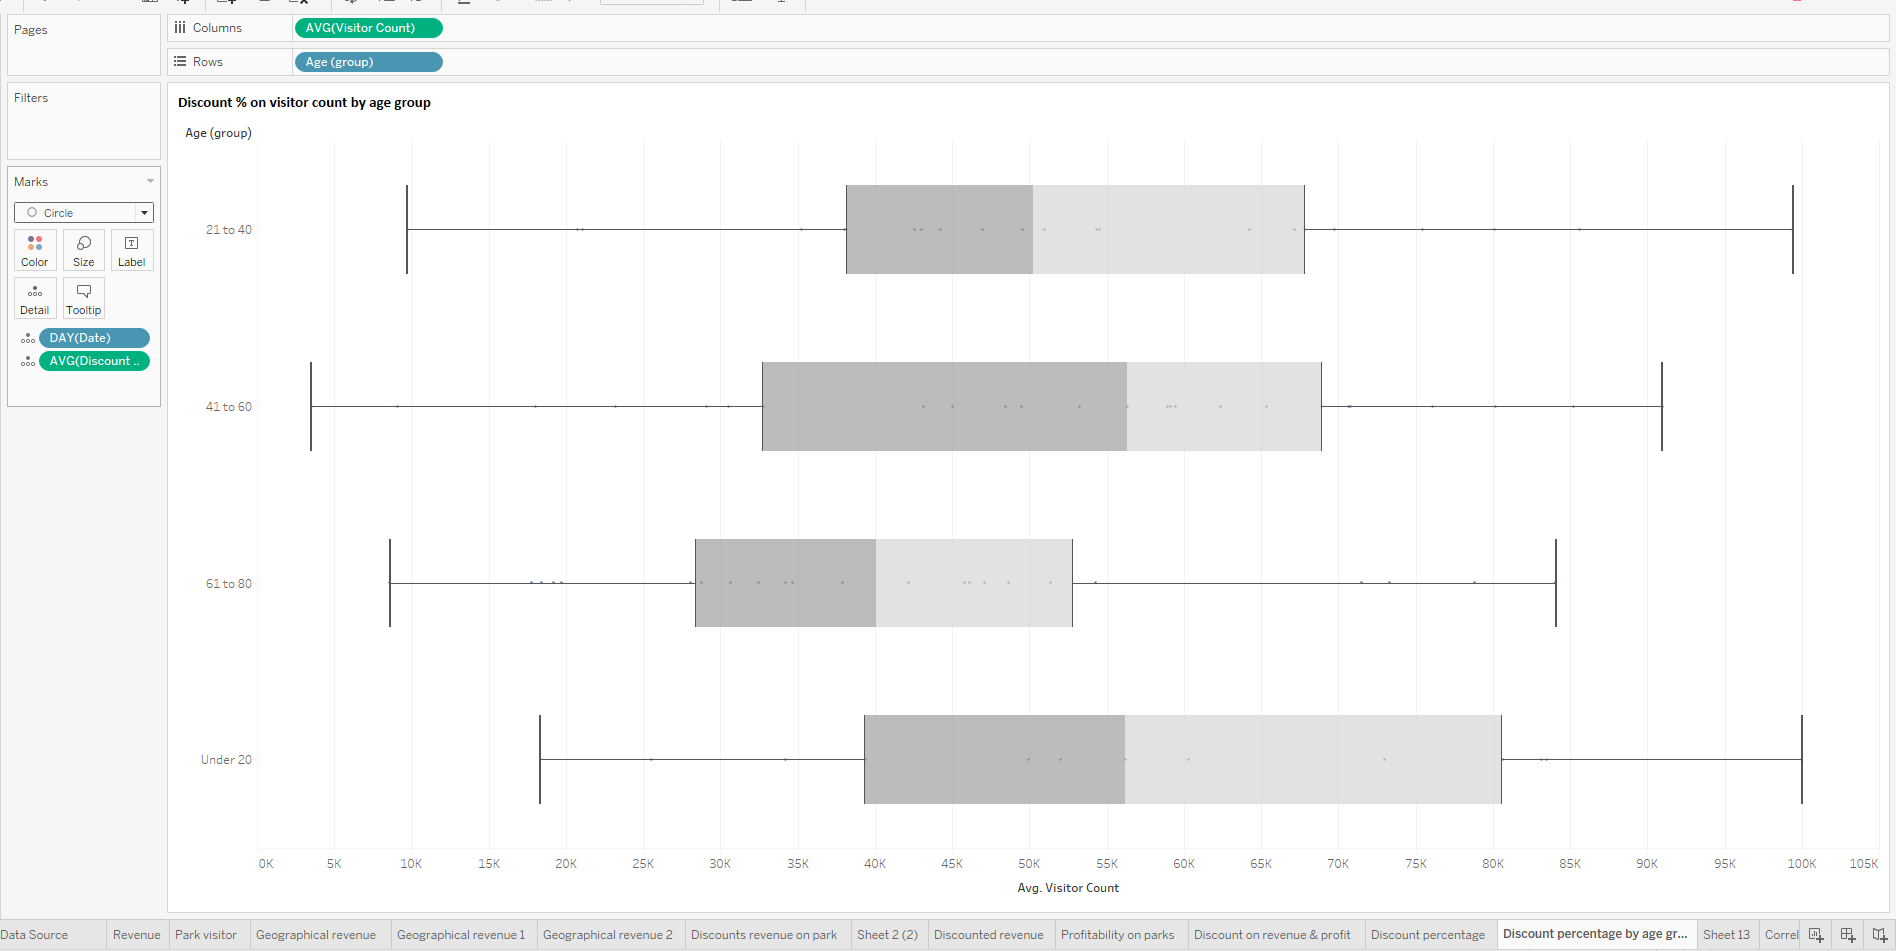 Pages
Columns
AVG(Visitor Count)
Rows
Age (group)
Filters
Marks
Circle
Color
Size
Label
Detail
Tooltip
DAY(Date)
AVG(Discount ..
Discount % on visitor count by age group
Age (group)
21 to 40
41 to 60
61 to 80
Under 20
0K 5K 10K 15K 20K 25K 30K 35K 40K 45K 50K 55K 60K 65K 70K 75K 80K 85K 90K 95K 100K 105K
Avg. Visitor Count
Data Source Revenue Park visitor Geographical revenue Geographical revenue 1 Geographical revenue 2 Discounts revenue on park Sheet 2 (2) Discounted revenue Profitability on parks Discount on revenue & profit Discount percentage Discount percentage by age gr... Sheet 13 Correl